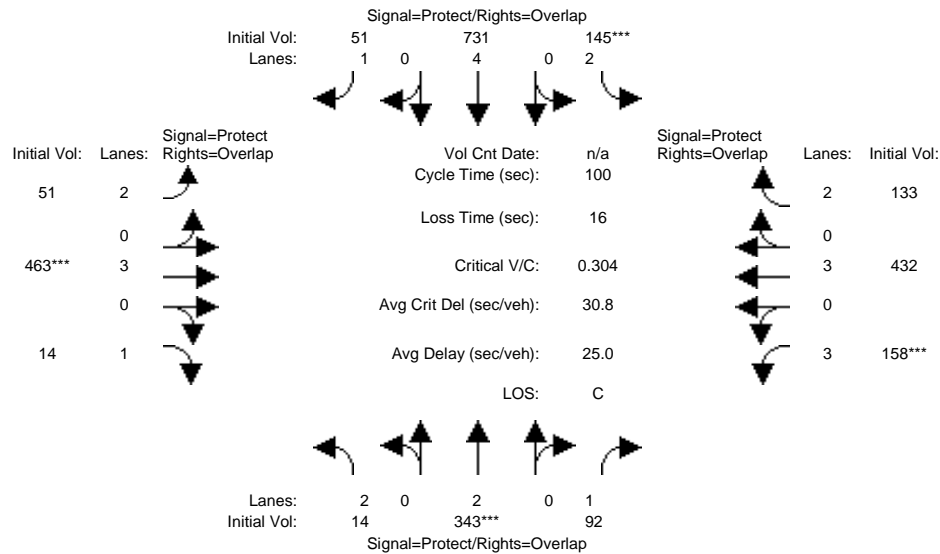 Signal=Protect/Rights=Overlap
Initial Vol: 51 731 145***
Lanes: 1 0 4 0 2
Signal=Protect
Initial Vol: Lanes: Rights=Overlap
Vol Cnt Date: n/a
Signal=Protect
Rights=Overlap Lanes: Initial Vol:
Cycle Time (sec): 100
51 2 2 133
Loss Time (sec): 16
0 0
463*** 3 Critical V/C: 0.304 3 432
0 Avg Crit Del (sec/veh): 30.8 0
14 1 Avg Delay (sec/veh): 25.0 3 158***
LOS: C
Lanes: 2 0 2 0 1
Initial Vol: 14 343*** 92
Signal=Protect/Rights=Overlap